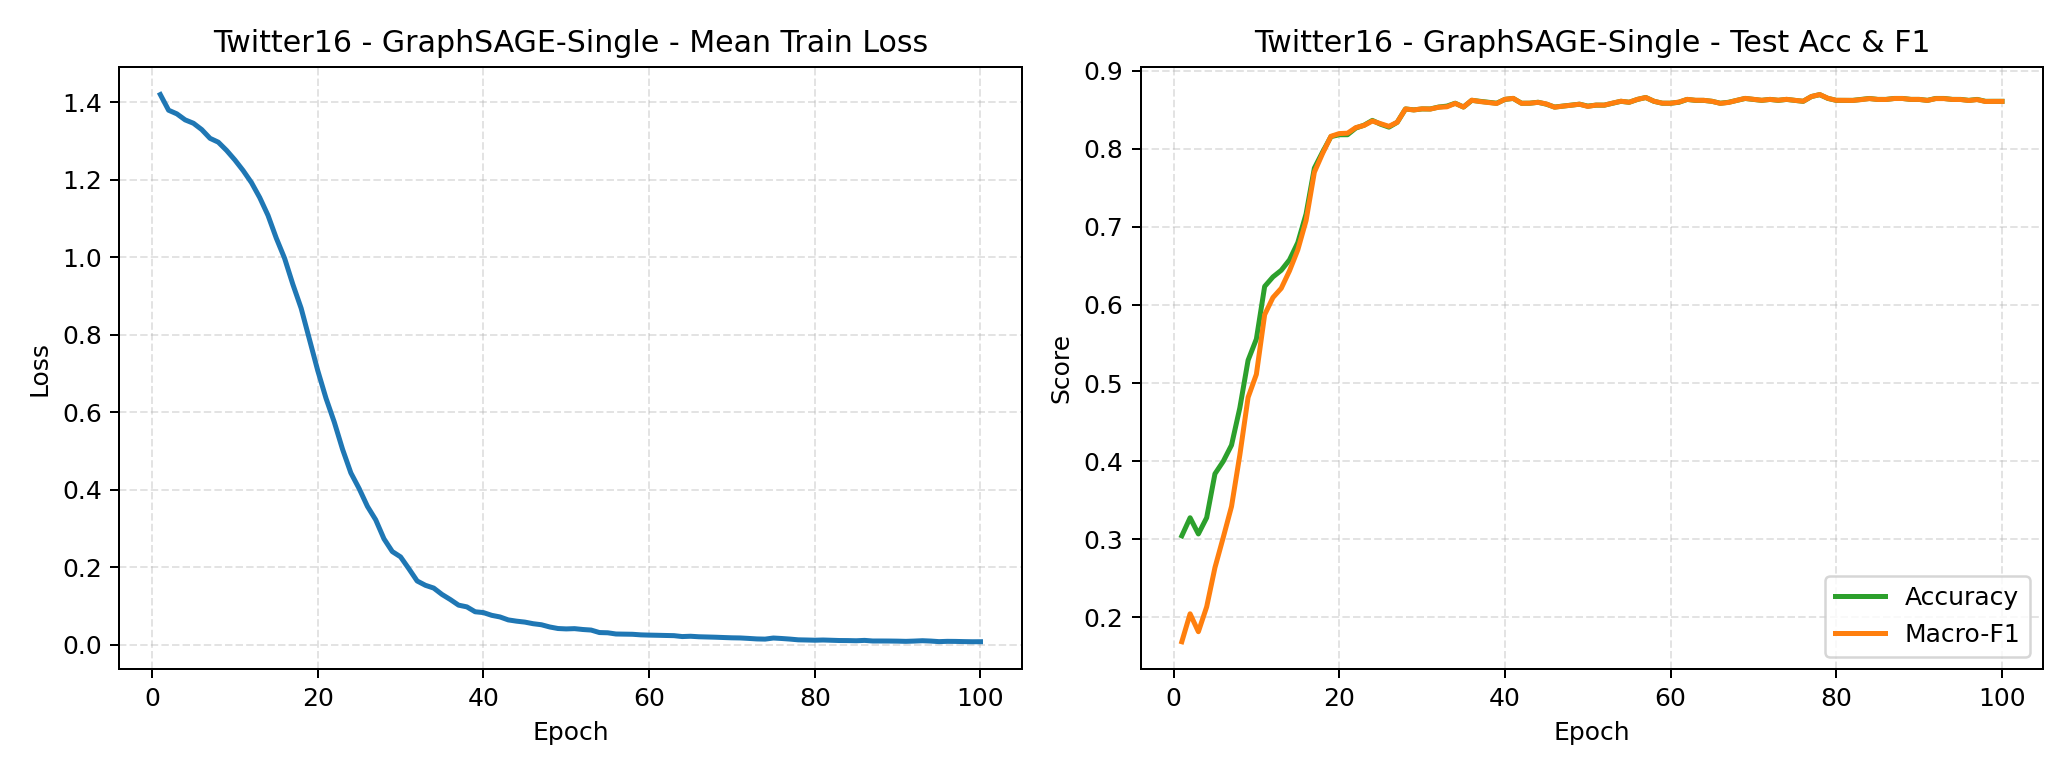 Twitter16 - GraphSAGE-Single - Mean Train Loss
1.4
1.2
1.0
0.8
0.6
0.4
0.2
0.0
Loss
0 20 40 60 80 100
Epoch
Twitter16 - GraphSAGE-Single - Test Acc & F1
0.9
0.8
0.7
0.6
0.5
0.4
0.3
0.2
Score
Accuracy
Macro-F1
0 20 40 60 80 100
Epoch